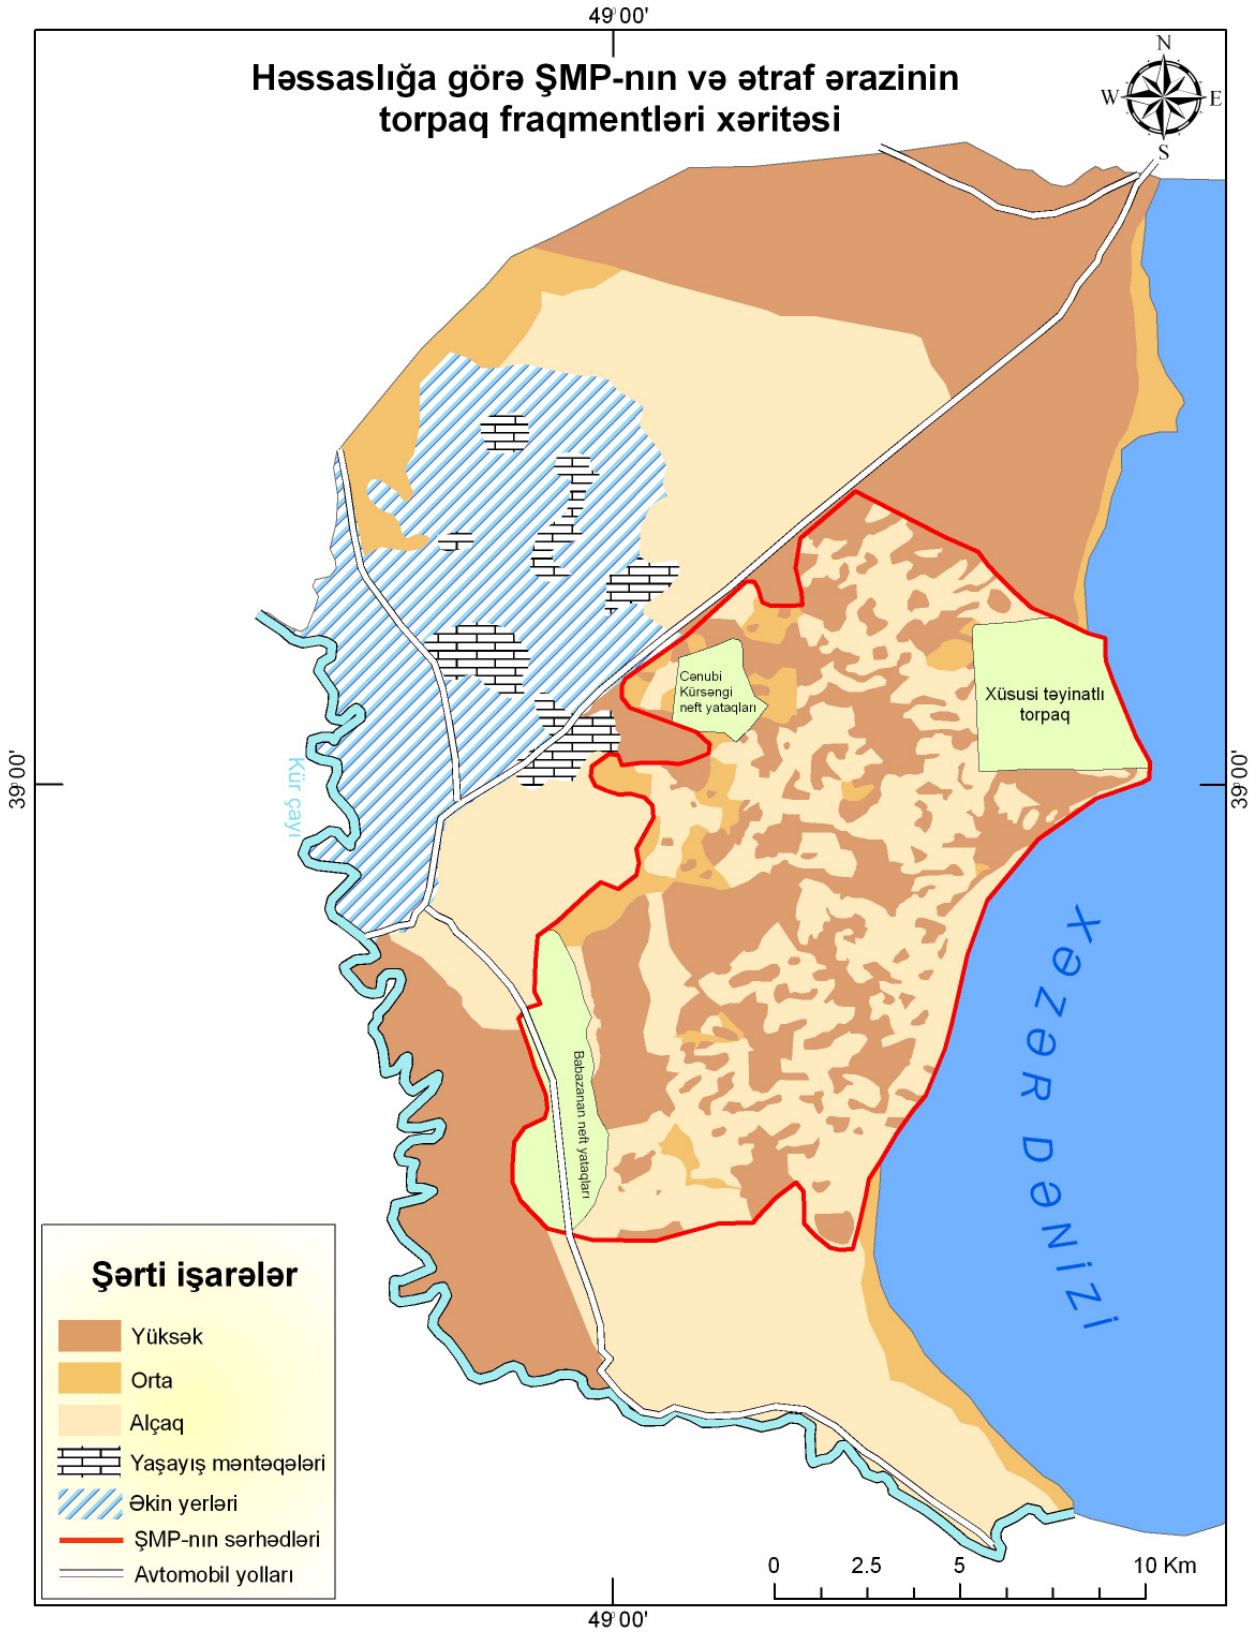 49°00'
Həssaslığa görə ŞMP-nın və ətraf ərazinin
torpaq fraqmentləri xəritəsi
N
W E
S
Cənubi
Kürsəngi
neft yataqları
Xüsusi təyinatlı
torpaq
39°00'
39°00'
Kür çayı
XəzəR DəNİZİ
Babazanan neft yataqları
Şərti işarələr
Yüksək
Orta
Alçaq
Yaşayış məntəqələri
Əkin yerləri
ŞMP-nın sərhədləri
Avtomobil yolları
0 2.5 5 10 Km
49°00'